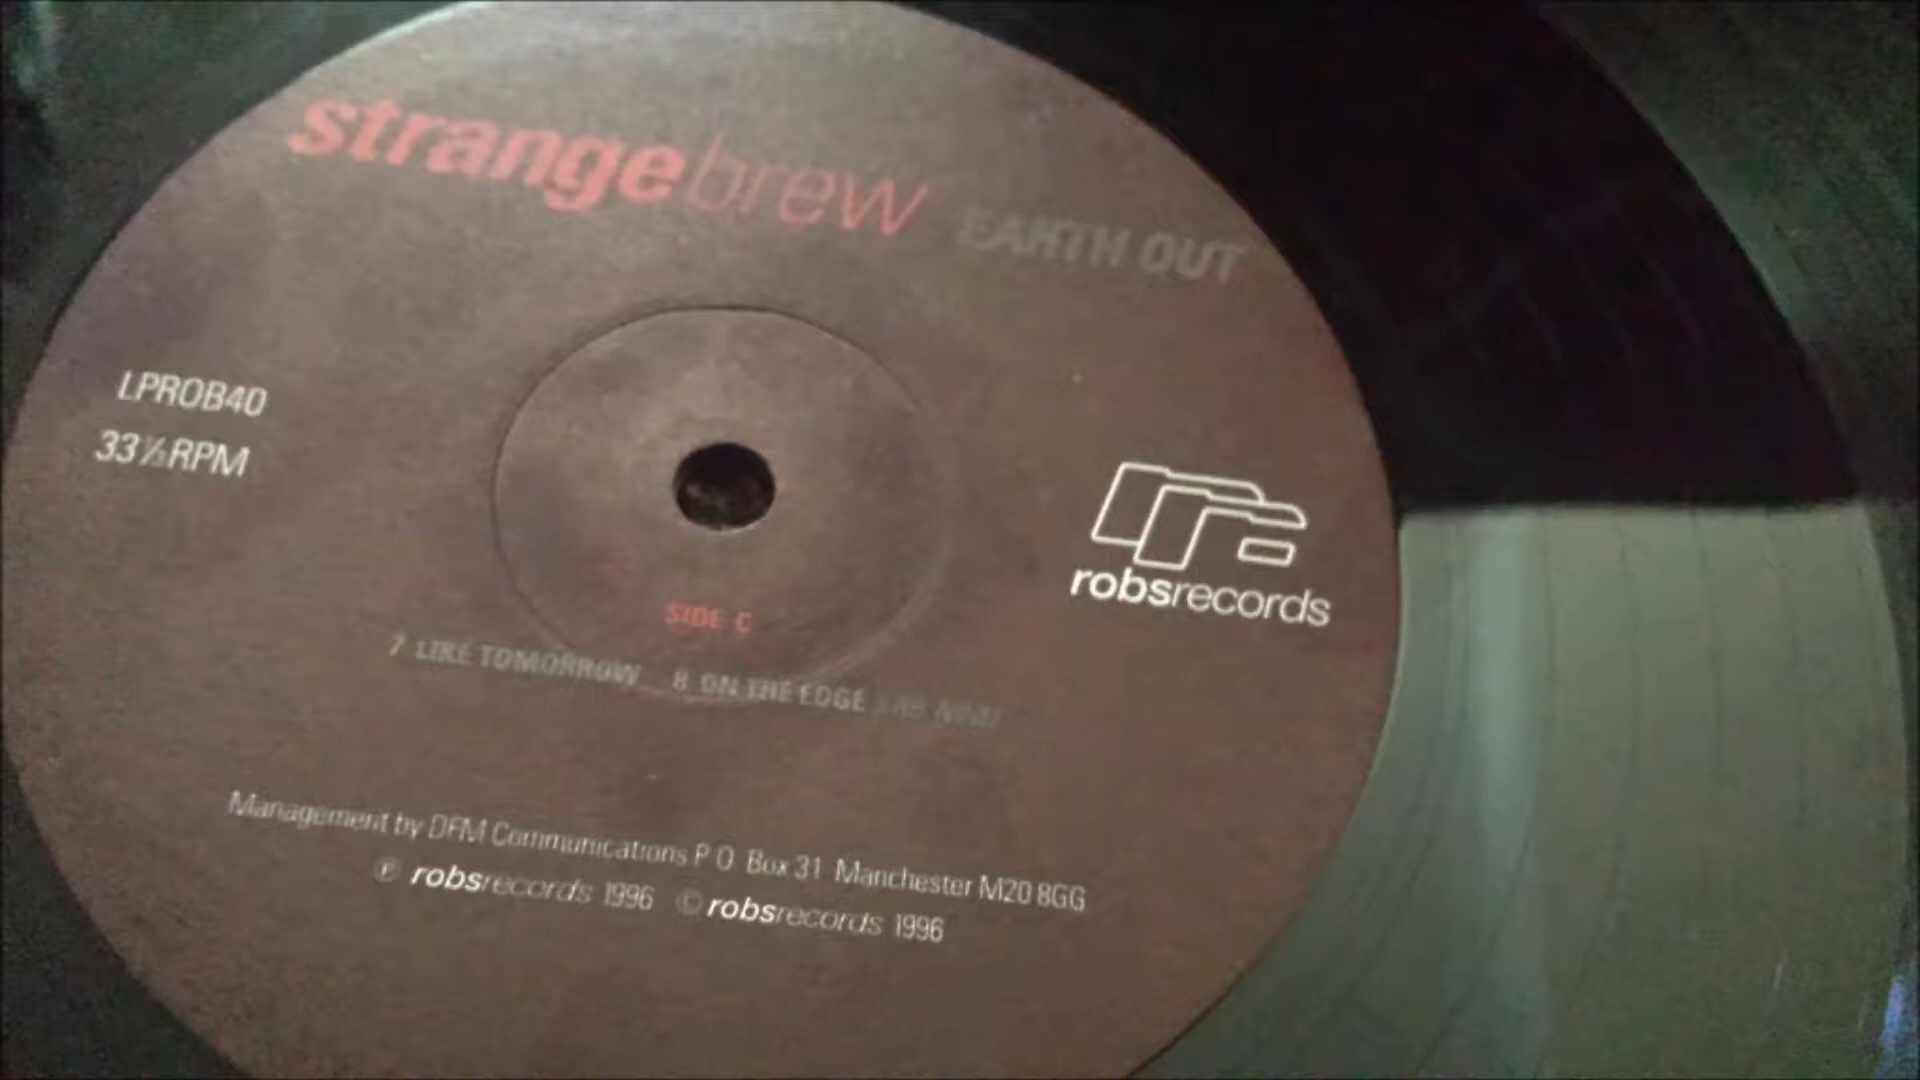 strangebrew EARTH OUT
LPROB40
33⅓RPM
robsrecords
SIDE C
7 LIKE TOMORROW 8 ON THE EDGE
Management by DFM Communications P O Box 31 Manchester M20 8GG
℗ robsrecords 1996 © robsrecords 1996